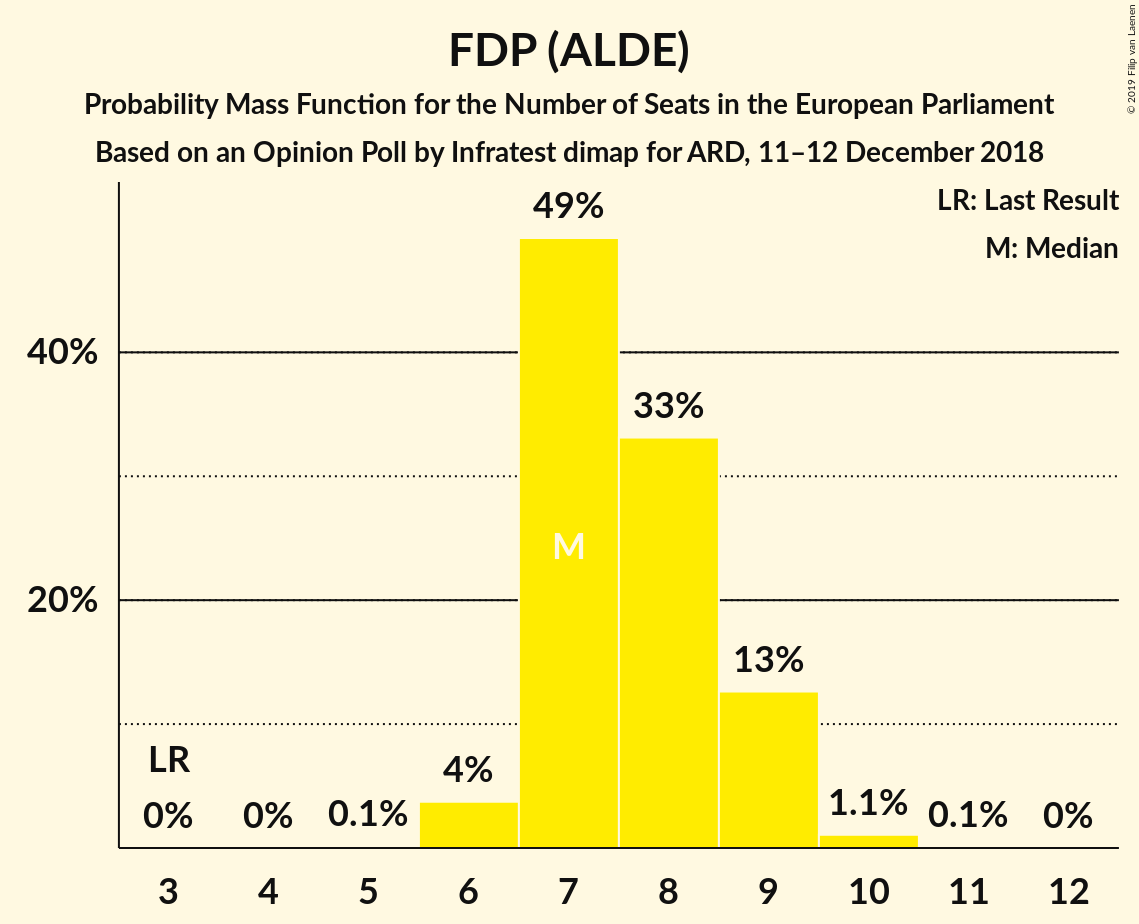 FDP (ALDE)
Probability Mass Function for the Number of Seats in the European Parliament
Based on an Opinion Poll by Infratest dimap for ARD, 11–12 December 2018
© 2019 Filip van Laenen
LR: Last Result
M: Median
49%
40%
33%
M
20%
13%
LR
4%
0% 0% 0.1% 1.1% 0.1% 0%
3 4 5 6 7 8 9 10 11 12